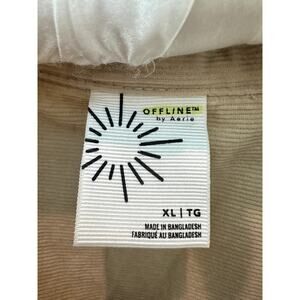 OFFLINE™
by Aerie
XL | TG
MADE IN BANGLADESH
FABRIQUÉ AU BANGLADESH